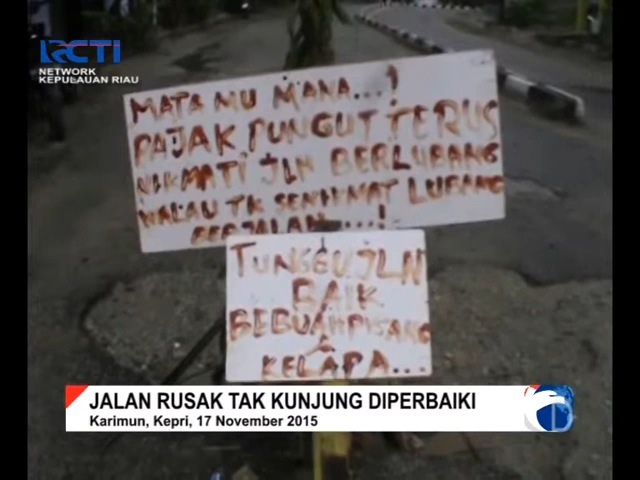 RCTI
NETWORK
KEPULAUAN RIAU
MATA MU MANA...!
PAJAK PUNGUT TERUS
NIKMATI JLN BERLUBANG
WALAU TK SENIKMAT LUBANG
BERJALAN....!
TUNGGU JLN
BAIK
BEBUAH PISANG
&
KELAPA...
JALAN RUSAK TAK KUNJUNG DIPERBAIKI
Karimun, Kepri, 17 November 2015